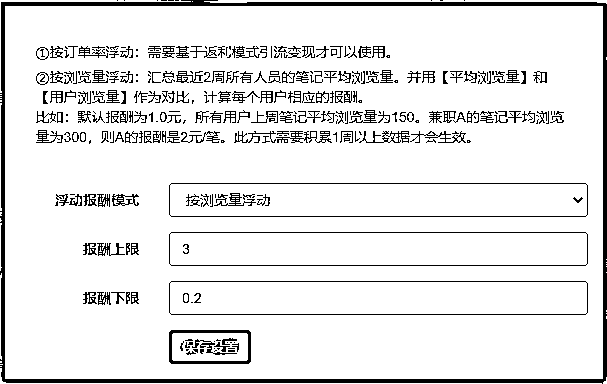 ①按订单率浮动：需要基于返利模式引流变现才可以使用。
②按浏览量浮动：汇总最近2周所有人员的笔记平均浏览量。并用【平均浏览量】和
【用户浏览量】作为对比，计算每个用户相应的报酬。
比如：默认报酬为1.0元，所有用户上周笔记平均浏览量为150。兼职A的笔记平均浏览
量为300，则A的报酬是2元/笔。此方式需要积累1周以上数据才会生效。
浮动报酬模式 按浏览量浮动
报酬上限 3
报酬下限 0.2
保存设置